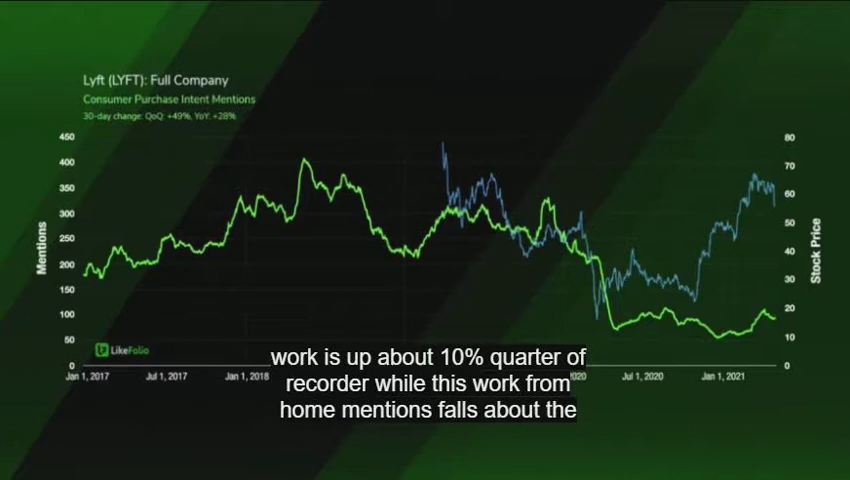 Lyft (LYFT): Full Company
Consumer Purchase Intent Mentions
30-day change: QoQ: +49%, YoY: +28%
450
400
350
300
250
200
150
100
50
0
Mentions
80
70
60
50
40
30
20
10
0
Stock Price
LikeFolio
Jan 1, 2017
Jul 1, 2017
Jan 1, 2018
2020
Jul 1, 2020
Jan 1, 2021
work is up about 10% quarter of
recorder while this work from
home mentions falls about the